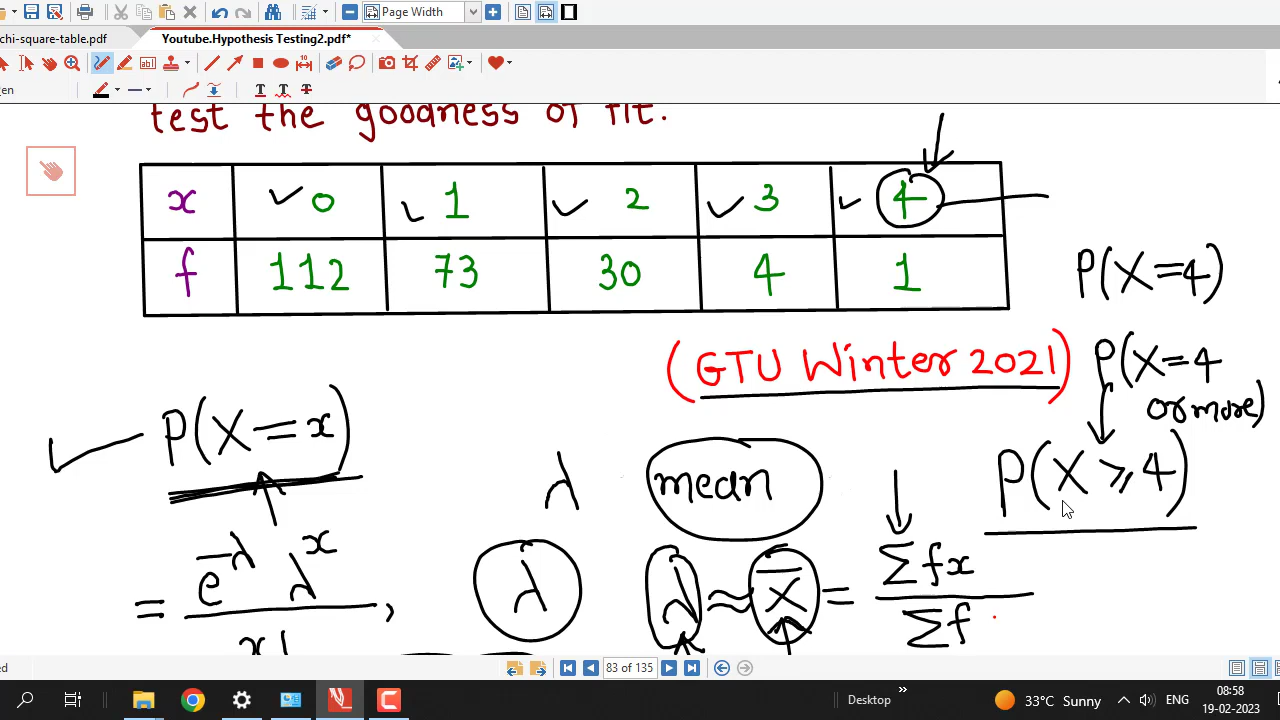 Page Width
chi-square-table.pdf
Youtube.Hypothesis Testing2.pdf*
en
test the goodness of fit.
x 0 1 2 3 4
f 112 73 30 4 1
P(X=4)
(GTU Winter 2021)
P(X=4
or more)
P(X=x)
λ mean
P(X⩾4)
= e^-λ λ^x / x!,
λ
λ ≈ x̄ = Σfx / Σf
ed
83 of 135
Desktop
»
33°C Sunny
ENG
08:58
19-02-2023